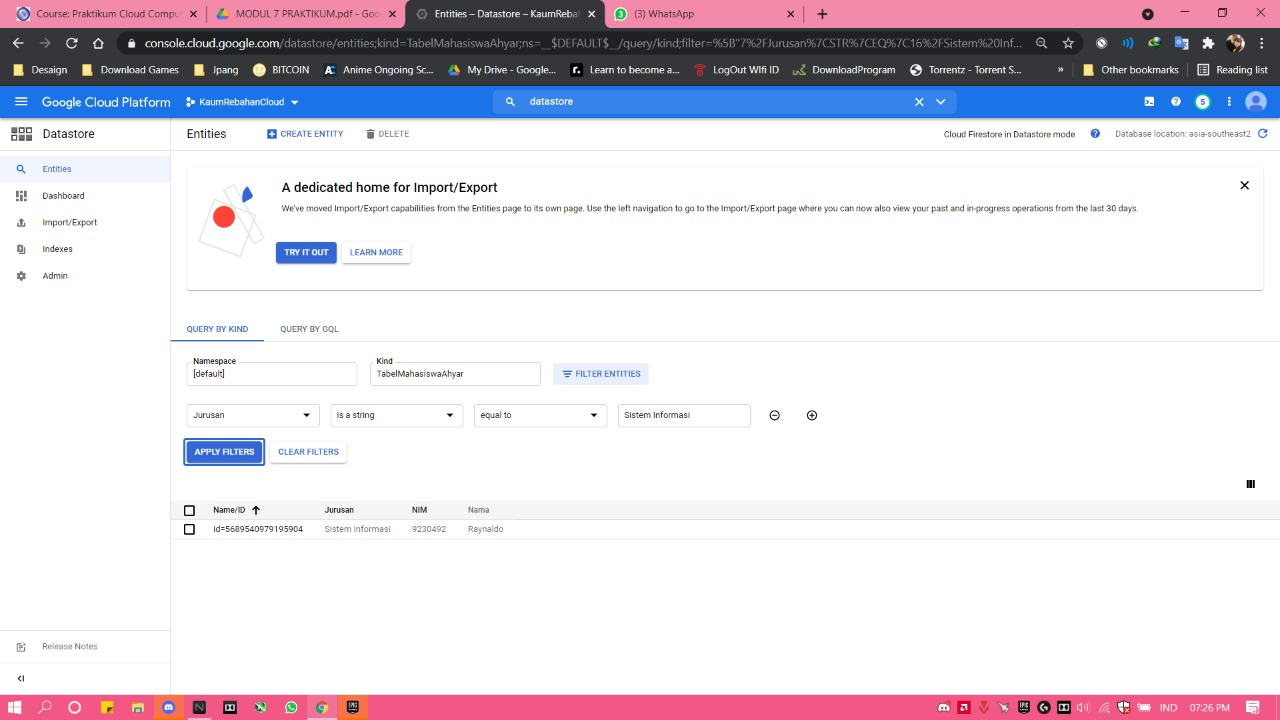 Course: Praktikum Cloud Comput
MODUL 7 PRAKTIKUM.pdf - Goo
Entities – Datastore – KaumRebah
(3) WhatsApp
console.cloud.google.com/datastore/entities;kind=TabelMahasiswaAhyar;ns=__$DEFAULT$__/query/kind;filter=%5B"7%2FJurusan%7CSTR%7CEQ%7C16%2FSistem%20Inf...
Desaign
Download Games
Jpang
BITCOIN
Anime Ongoing Sc...
My Drive - Google...
Learn to become a...
LogOut WIfi ID
DownloadProgram
Torrentz - Torrent S...
»
Other bookmarks
Reading list
Google Cloud Platform
KaumRebahanCloud
datastore
5
Datastore
Entities
CREATE ENTITY
DELETE
Cloud Firestore in Datastore mode
Database location: asia-southeast2
Entities
Dashboard
Import/Export
Indexes
Admin
A dedicated home for Import/Export
We've moved Import/Export capabilities from the Entities page to its own page. Use the left navigation to go to the Import/Export page where you can now also view your past and in-progress operations from the last 30 days.
TRY IT OUT
LEARN MORE
QUERY BY KIND
QUERY BY GQL
Namespace
[default]
Kind
TabelMahasiswaAhyar
FILTER ENTITIES
Jurusan
is a string
equal to
Sistem Informasi
APPLY FILTERS
CLEAR FILTERS
Name/ID
Jurusan
NIM
Nama
id=5689540979195904
Sistem Informasi
9230492
Raynaldo
Release Notes
IND
07:26 PM